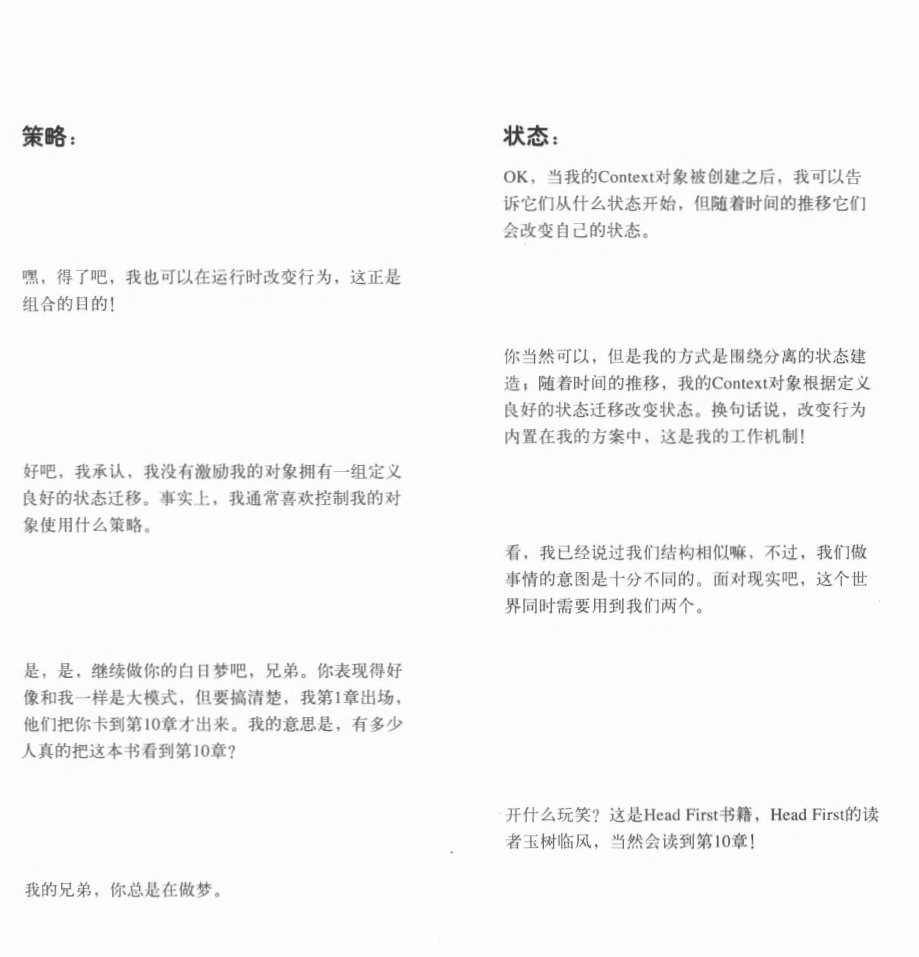 策略：
状态：
OK，当我的Context对象被创建之后，我可以告
诉它们从什么状态开始，但随着时间的推移它们
会改变自己的状态。
嘿，得了吧，我也可以在运行时改变行为，这正是
组合的目的！
你当然可以，但是我的方式是围绕分离的状态建
造；随着时间的推移，我的Context对象根据定义
良好的状态迁移改变状态。换句话说，改变行为
内置在我的方案中，这是我的工作机制！
好吧，我承认，我没有激励我的对象拥有一组定义
良好的状态迁移。事实上，我通常喜欢控制我的对
象使用什么策略。
看，我已经说过我们结构相似嘛，不过，我们做
事情的意图是十分不同的。面对现实吧，这个世
界同时需要用到我们两个。
是，是，继续做你的白日梦吧，兄弟。你表现得好
像和我一样是大模式，但要搞清楚，我第1章出场，
他们把你卡到第10章才出来。我的意思是，有多少
人真的把这本书看到第10章？
开什么玩笑？这是Head First书籍，Head First的读
者玉树临风，当然会读到第10章！
我的兄弟，你总是在做梦。